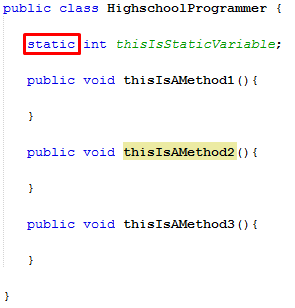 public class HighschoolProgrammer {
static int thisIsStaticVariable;
public void thisIsAMethod1(){
}
public void thisIsAMethod2(){
}
public void thisIsAMethod3(){
}
}